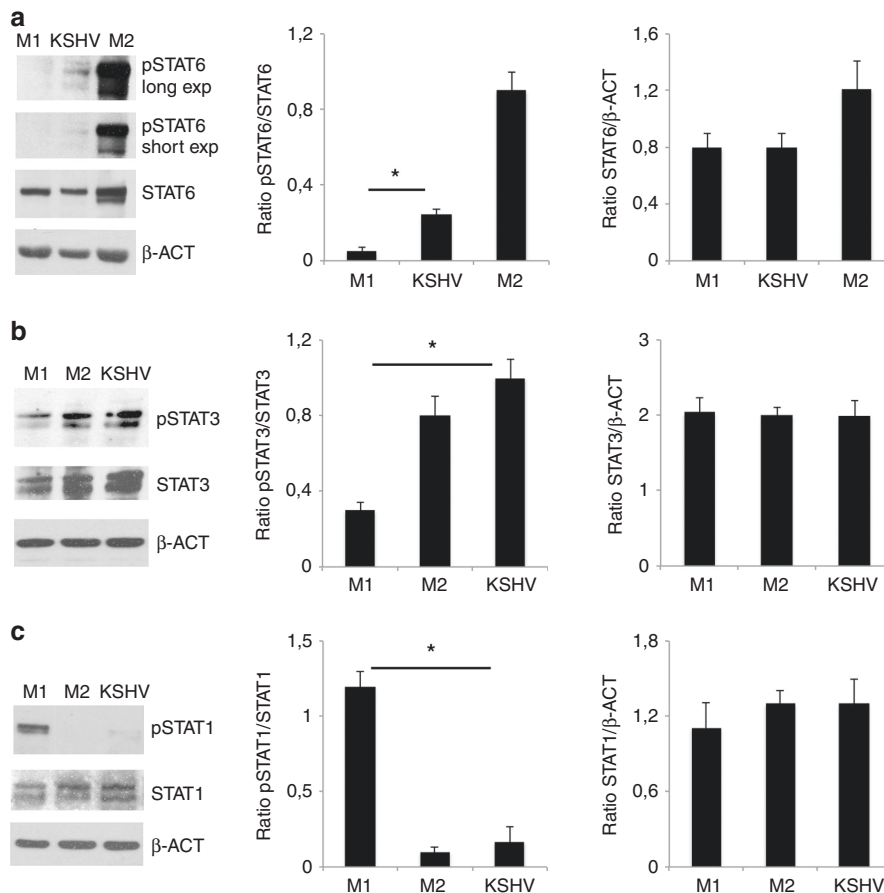 a
M1 KSHV M2
pSTAT6
long exp
pSTAT6
short exp
STAT6
β-ACT
Ratio pSTAT6/STAT6
1,2
0,8
0,4
0
*
M1 KSHV M2
Ratio STAT6/β-ACT
1,6
1,2
0,8
0,4
0
M1 KSHV M2
b
M1 M2 KSHV
pSTAT3
STAT3
β-ACT
Ratio pSTAT3/STAT3
1,2
0,8
0,4
0
*
M1 M2 KSHV
Ratio STAT3/β-ACT
3
2
1
0
M1 M2 KSHV
c
M1 M2 KSHV
pSTAT1
STAT1
β-ACT
Ratio pSTAT1/STAT1
1,5
1
0,5
0
*
M1 M2 KSHV
Ratio STAT1/β-ACT
1,8
1,2
0,6
0
M1 M2 KSHV